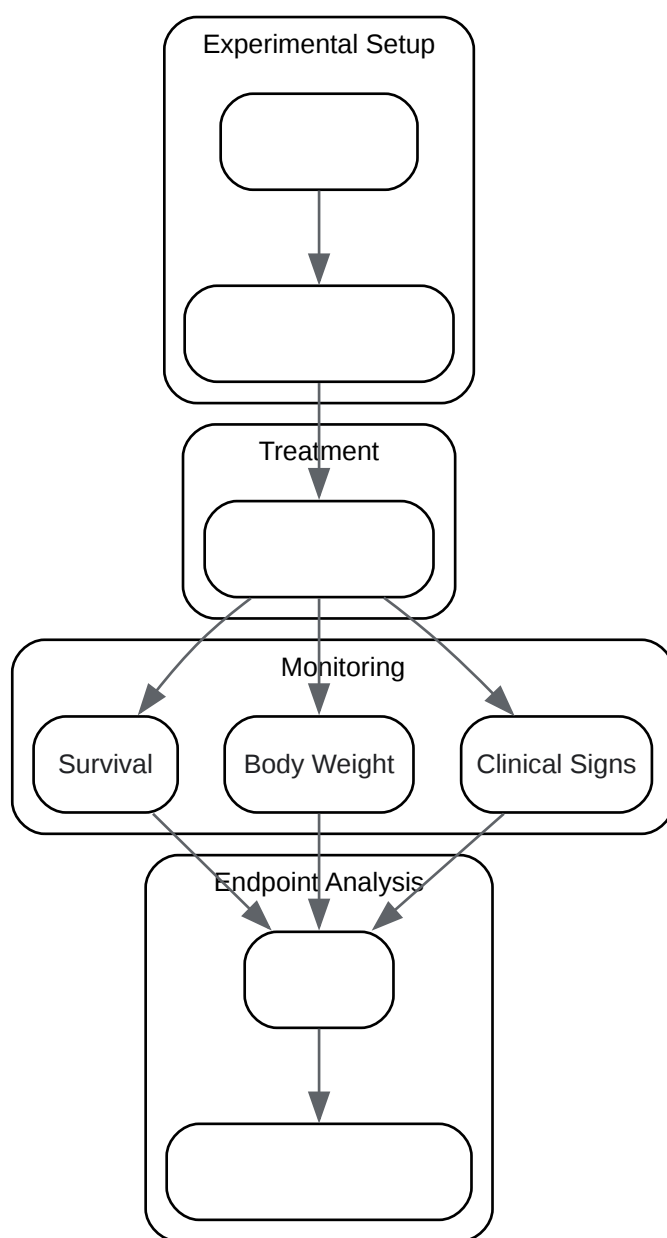 Experimental Setup
Treatment
Monitoring
Survival
Body Weight
Clinical Signs
Endpoint Analysis